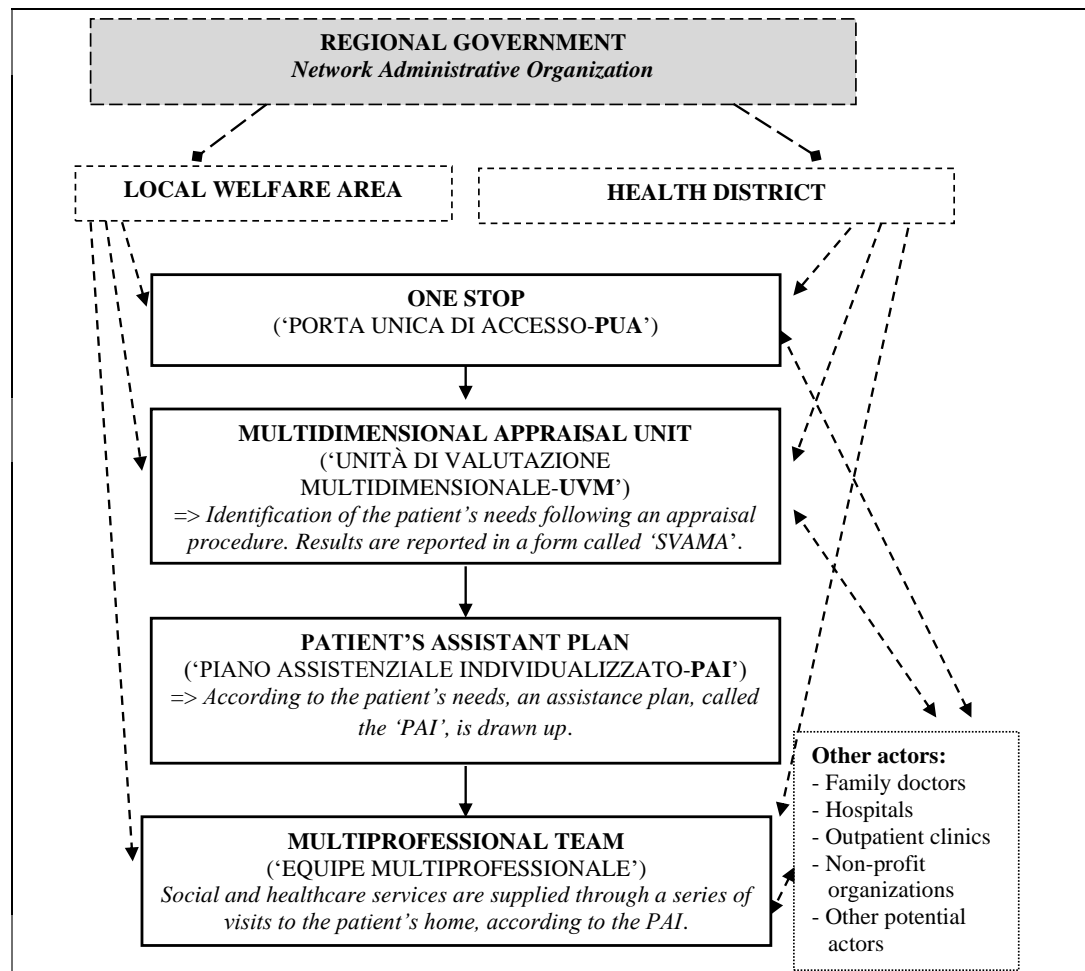 REGIONAL GOVERNMENT
Network Administrative Organization
LOCAL WELFARE AREA
HEALTH DISTRICT
ONE STOP
(‘PORTA UNICA DI ACCESSO-PUA’)
MULTIDIMENSIONAL APPRAISAL UNIT
(‘UNITÀ DI VALUTAZIONE
MULTIDIMENSIONALE-UVM’)
=> Identification of the patient’s needs following an appraisal
procedure. Results are reported in a form called ‘SVAMA’.
PATIENT’S ASSISTANT PLAN
(‘PIANO ASSISTENZIALE INDIVIDUALIZZATO-PAI’)
=> According to the patient’s needs, an assistance plan, called
the ‘PAI’, is drawn up.
MULTIPROFESSIONAL TEAM
(‘EQUIPE MULTIPROFESSIONALE’)
Social and healthcare services are supplied through a series of
visits to the patient’s home, according to the PAI.
Other actors:
- Family doctors
- Hospitals
- Outpatient clinics
- Non-profit
organizations
- Other potential
actors